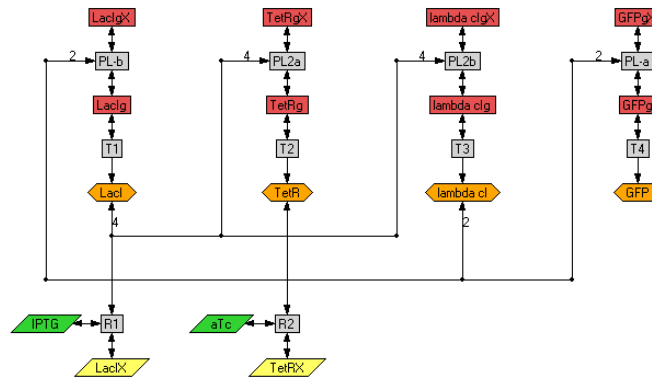 LacIgX TetRgX lambda cIgX GFPgX
2 PL-b 4 PL2a 4 PL2b 2 PL-a
LacIg TetRg lambda cIg GFPg
T1 T2 T3 T4
LacI TetR lambda cI GFP
4 2
IPTG R1 aTc R2
LacIX TetRX